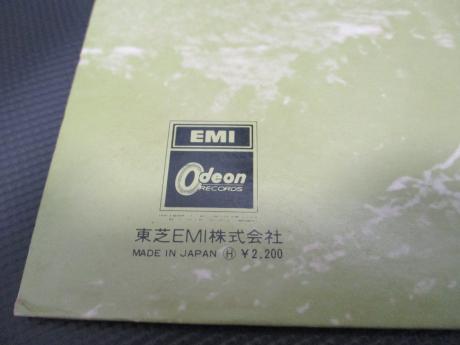 EMI
Odeon
RECORDS
東芝EMI株式会社
MADE IN JAPAN Ⓗ ¥2,200